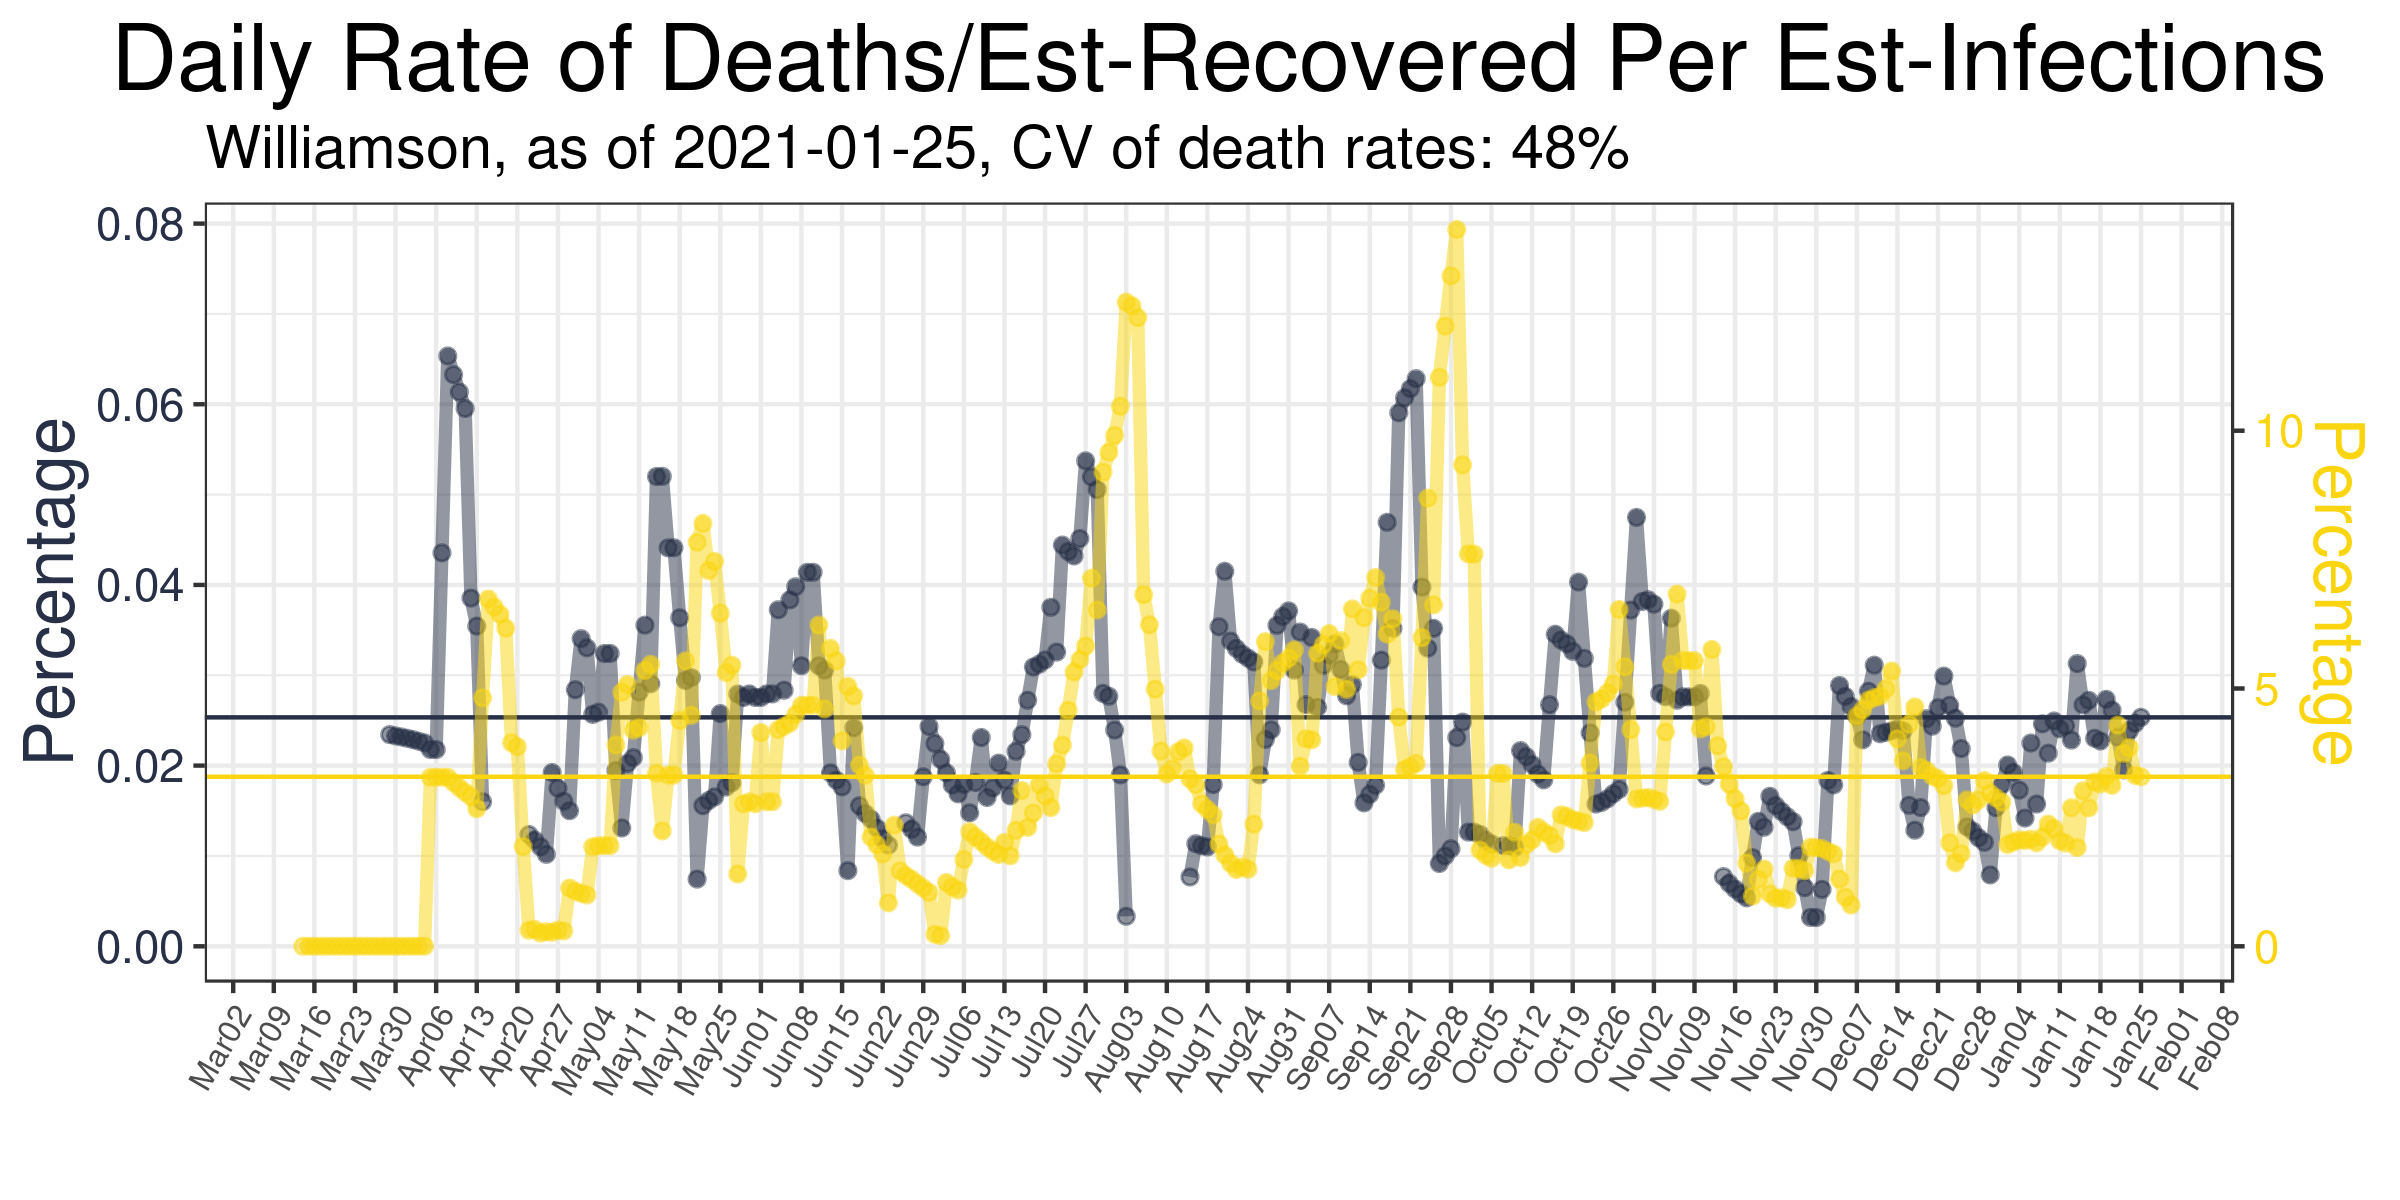 Daily Rate of Deaths/Est-Recovered Per Est-Infections
Williamson, as of 2021-01-25, CV of death rates: 48%
Percentage
0.08
0.06
0.04
0.02
0.00
10
5
0
Percentage
Mar02 Mar09 Mar16 Mar23 Mar30 Apr06 Apr13 Apr20 Apr27 May04 May11 May18 May25 Jun01 Jun08 Jun15 Jun22 Jun29 Jul06 Jul13 Jul20 Jul27 Aug03 Aug10 Aug17 Aug24 Aug31 Sep07 Sep14 Sep21 Sep28 Oct05 Oct12 Oct19 Oct26 Nov02 Nov09 Nov16 Nov23 Nov30 Dec07 Dec14 Dec21 Dec28 Jan04 Jan11 Jan18 Jan25 Feb01 Feb08